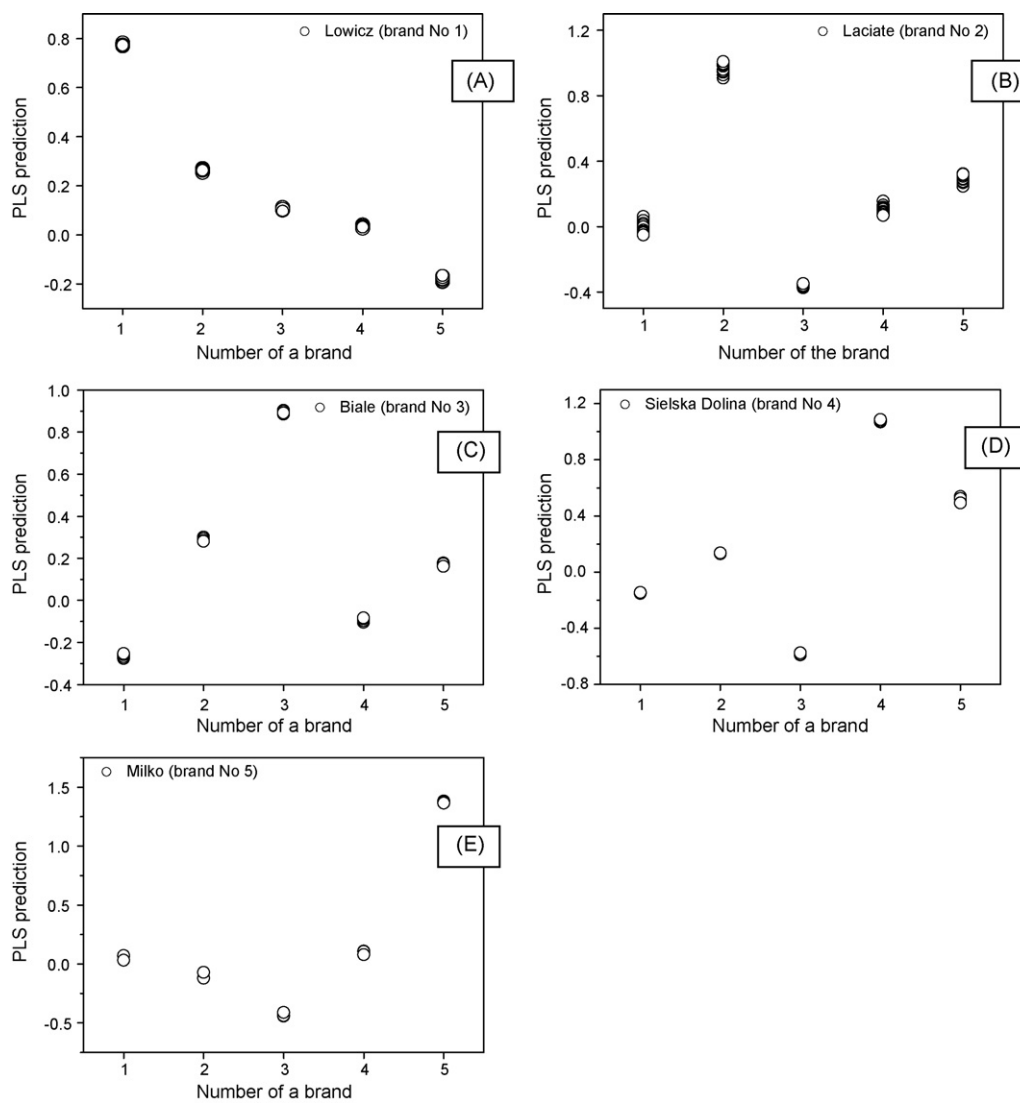 Lowicz (brand No 1)
(A)
PLS prediction
0.8
0.6
0.4
0.2
0.0
-0.2
1 2 3 4 5
Number of a brand
Laciate (brand No 2)
(B)
PLS prediction
1.2
0.8
0.4
0.0
-0.4
1 2 3 4 5
Number of the brand
Biale (brand No 3)
(C)
PLS prediction
1.0
0.8
0.6
0.4
0.2
0.0
-0.2
-0.4
1 2 3 4 5
Number of a brand
Sielska Dolina (brand No 4)
(D)
PLS prediction
1.2
0.8
0.4
0.0
-0.4
-0.8
1 2 3 4 5
Number of a brand
Milko (brand No 5)
(E)
PLS prediction
1.5
1.0
0.5
0.0
-0.5
1 2 3 4 5
Number of a brand